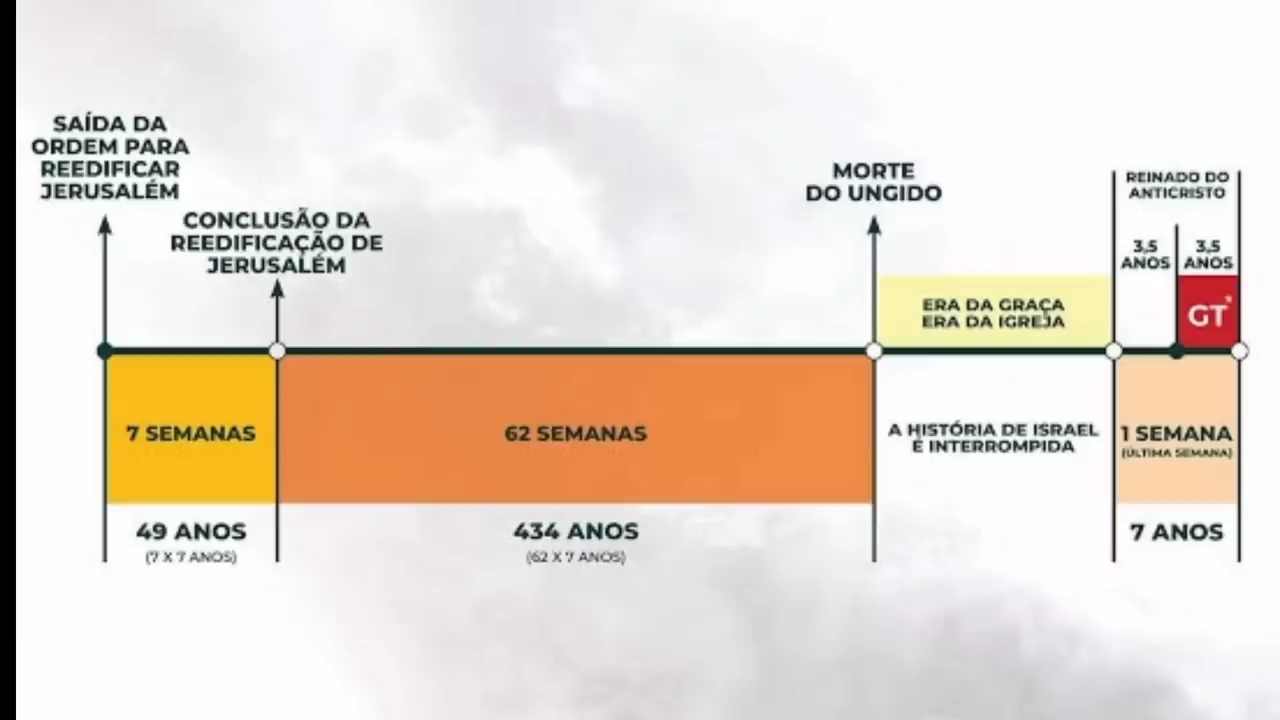 SAÍDA DA
ORDEM PARA
REEDIFICAR
JERUSALÉM
CONCLUSÃO DA
REEDIFICAÇÃO DE
JERUSALÉM
MORTE
DO UNGIDO
REINADO DO
ANTICRISTO
3,5
ANOS
3,5
ANOS
ERA DA GRAÇA
ERA DA IGREJA
GT*
7 SEMANAS
62 SEMANAS
A HISTÓRIA DE ISRAEL
É INTERROMPIDA
1 SEMANA
(ÚLTIMA SEMANA)
49 ANOS
(7 X 7 ANOS)
434 ANOS
(62 X 7 ANOS)
7 ANOS